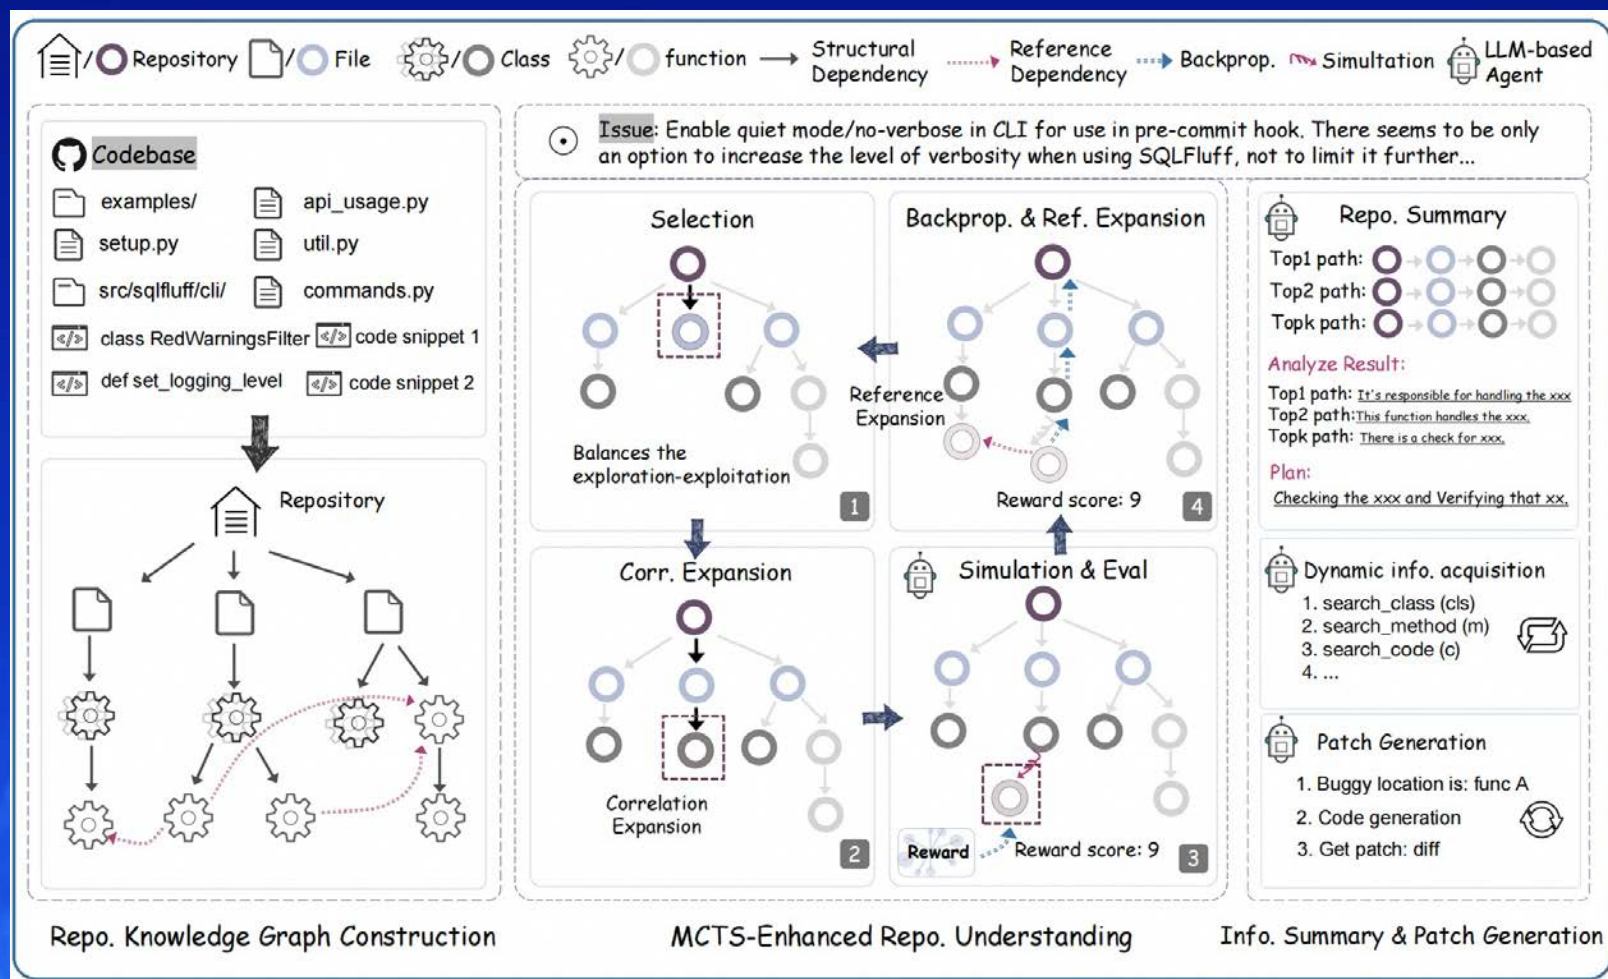 / Repository / File / Class / function Structural Dependency Reference Dependency Backprop. Simultation LLM-based Agent
Codebase
examples/ api_usage.py
setup.py util.py
src/sqlfluff/cli/ commands.py
</> class RedWarningsFilter </> code snippet 1
</> def set_logging_level </> code snippet 2
Repository
Repo. Knowledge Graph Construction
Issue: Enable quiet mode/no-verbose in CLI for use in pre-commit hook. There seems to be only
an option to increase the level of verbosity when using SQLFluff, not to limit it further...
Selection
Balances the
exploration-exploitation
1
Corr. Expansion
Correlation
Expansion
2
Simulation & Eval
Reward
Reward score: 9
3
Backprop. & Ref. Expansion
Reference
Expansion
Reward score: 9
4
MCTS-Enhanced Repo. Understanding
Repo. Summary
Top1 path:
Top2 path:
Topk path:
Analyze Result:
Top1 path: It's responsible for handling the xxx
Top2 path:This function handles the xxx.
Topk path: There is a check for xxx.
Plan:
Checking the xxx and Verifying that xx.
Dynamic info. acquisition
1. search_class (cls)
2. search_method (m)
3. search_code (c)
4. ...
Patch Generation
1. Buggy location is: func A
2. Code generation
3. Get patch: diff
Info. Summary & Patch Generation